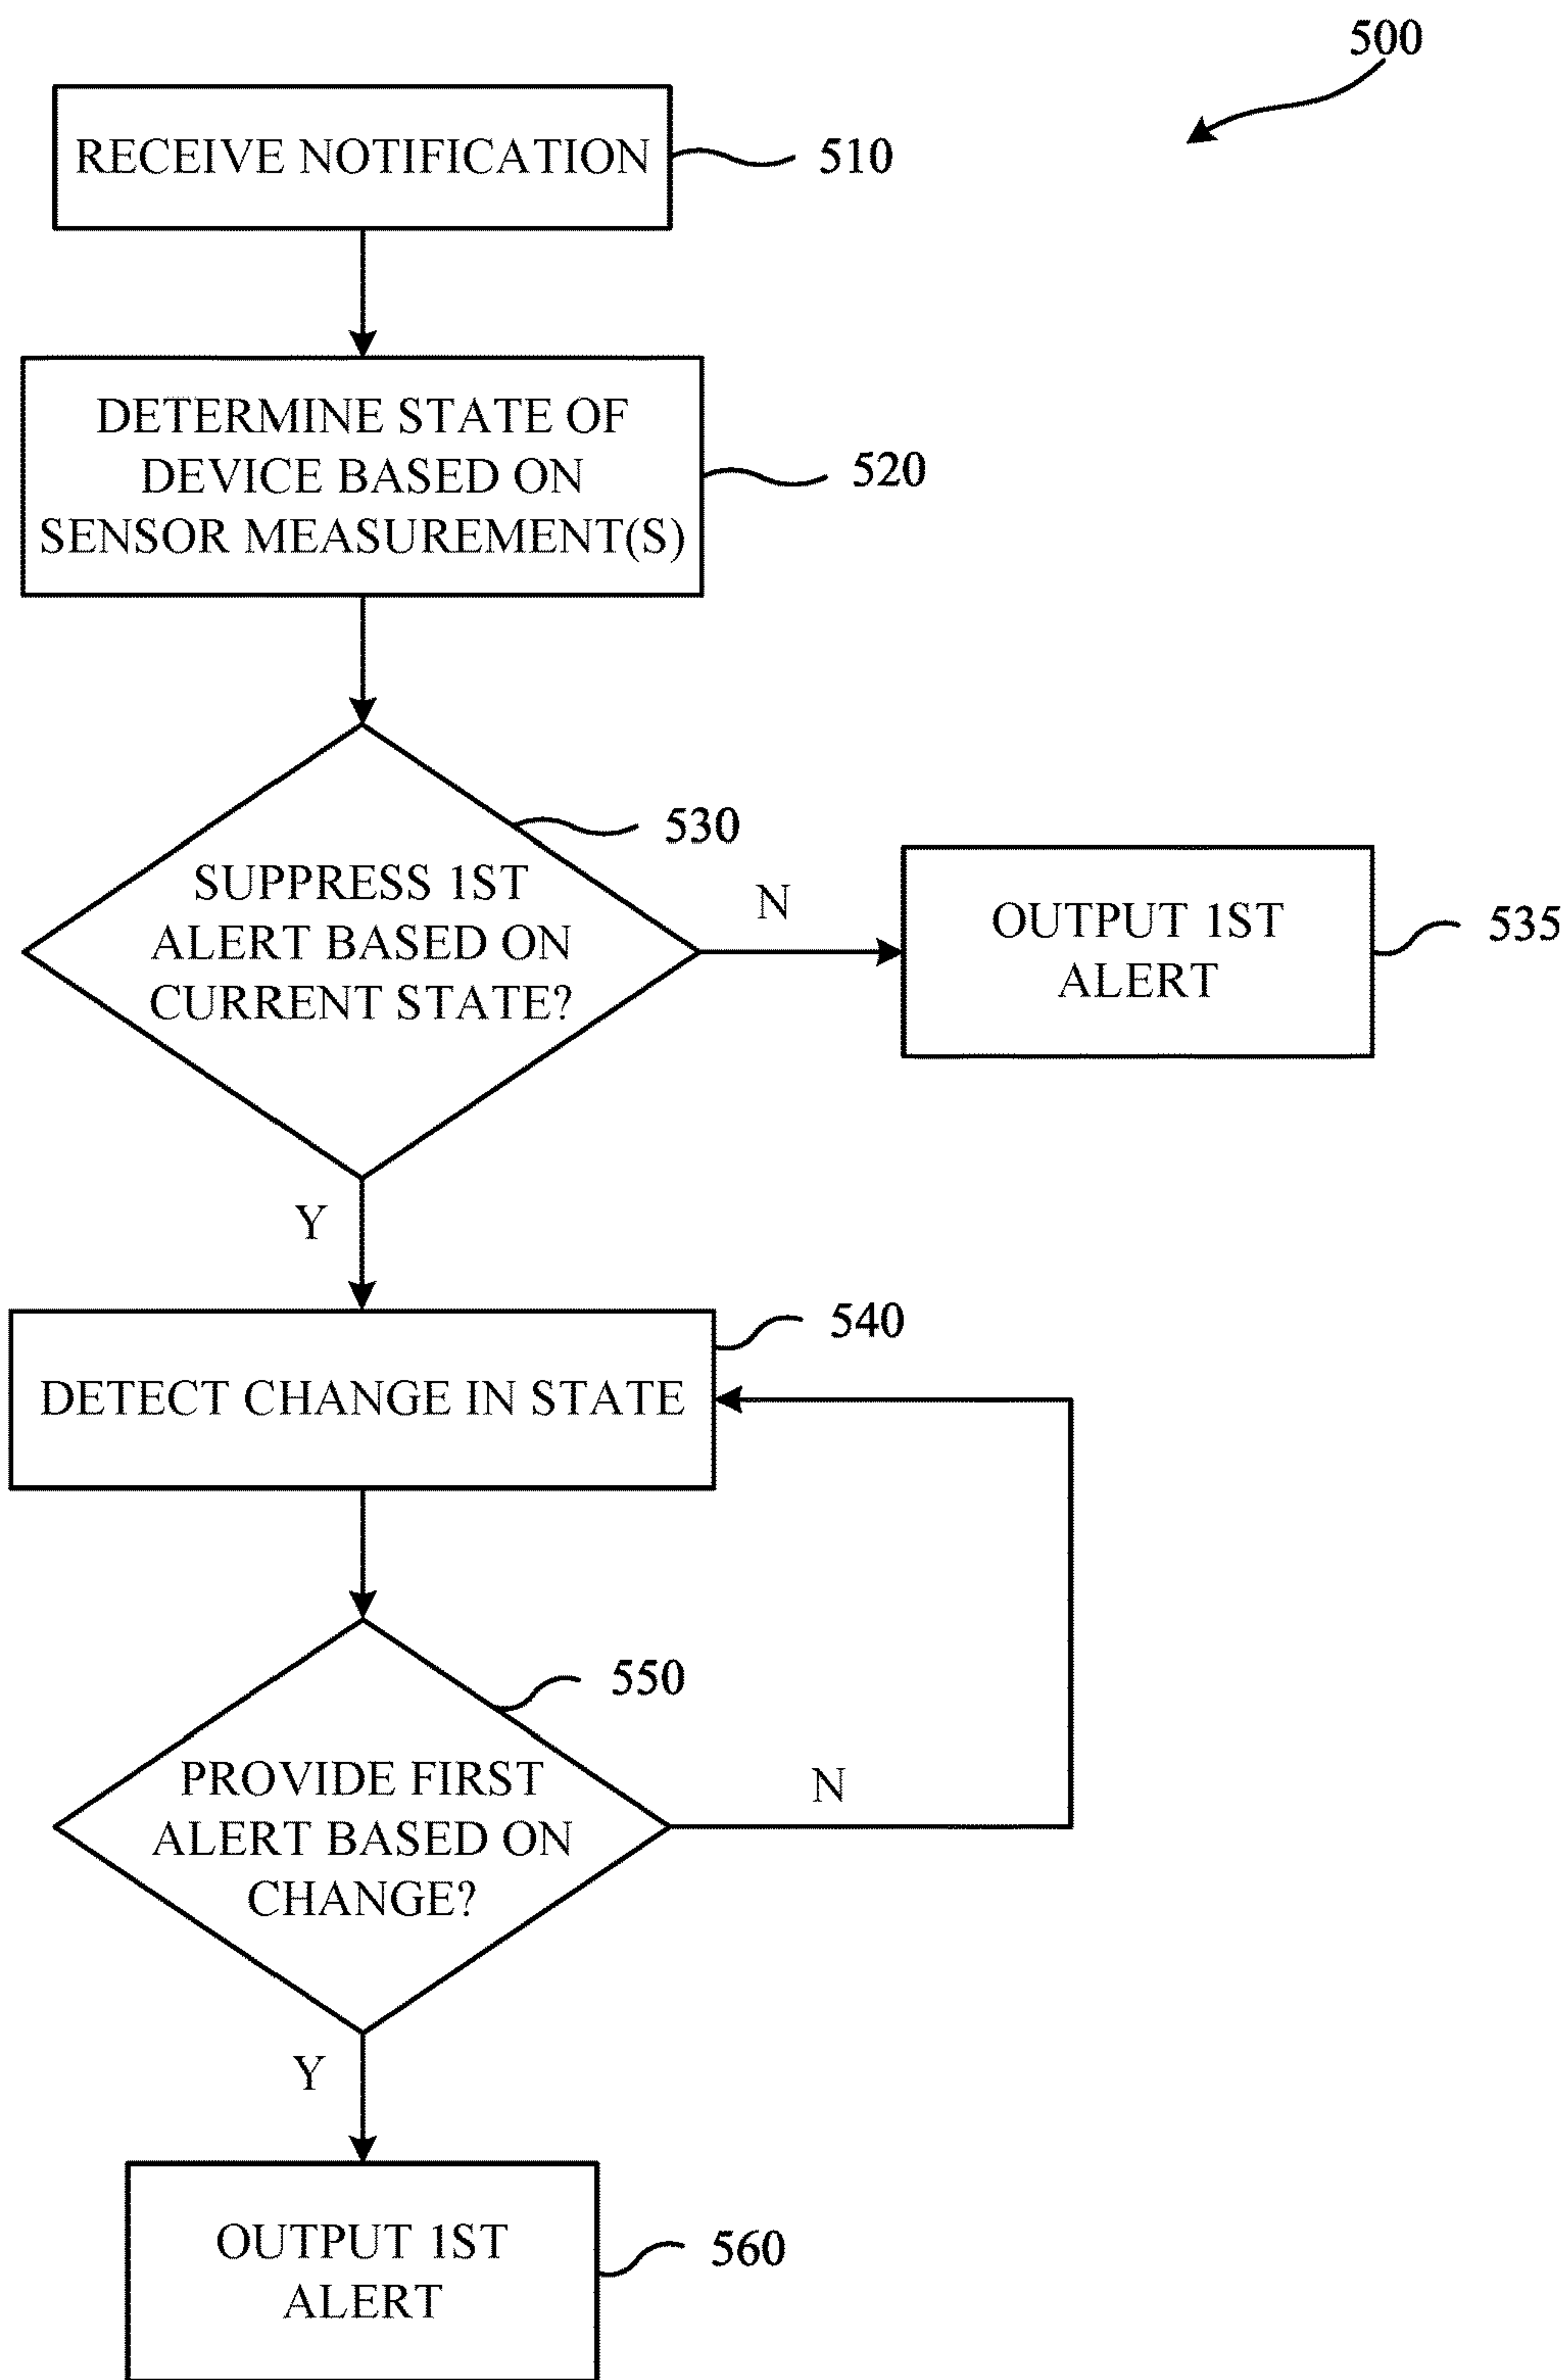 500
RECEIVE NOTIFICATION
510
DETERMINE STATE OF
DEVICE BASED ON
SENSOR MEASUREMENT(S)
520
530
SUPPRESS 1ST
ALERT BASED ON
CURRENT STATE?
N
OUTPUT 1ST
ALERT
535
Y
540
DETECT CHANGE IN STATE
550
PROVIDE FIRST
ALERT BASED ON
CHANGE?
N
Y
OUTPUT 1ST
ALERT
560